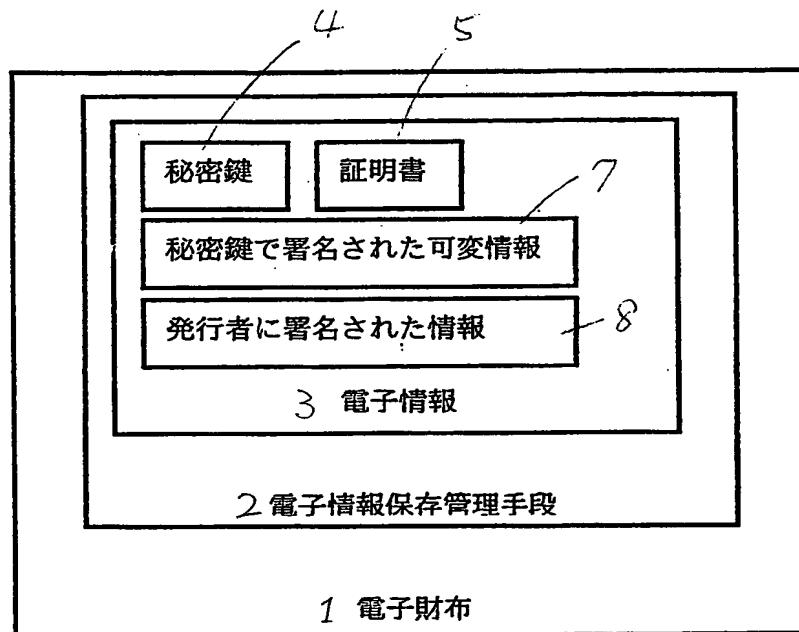 4 5
秘密鍵 証明書
7
秘密鍵で署名された可変情報
発行者に署名された情報 8
3 電子情報
2 電子情報保存管理手段
1 電子財布